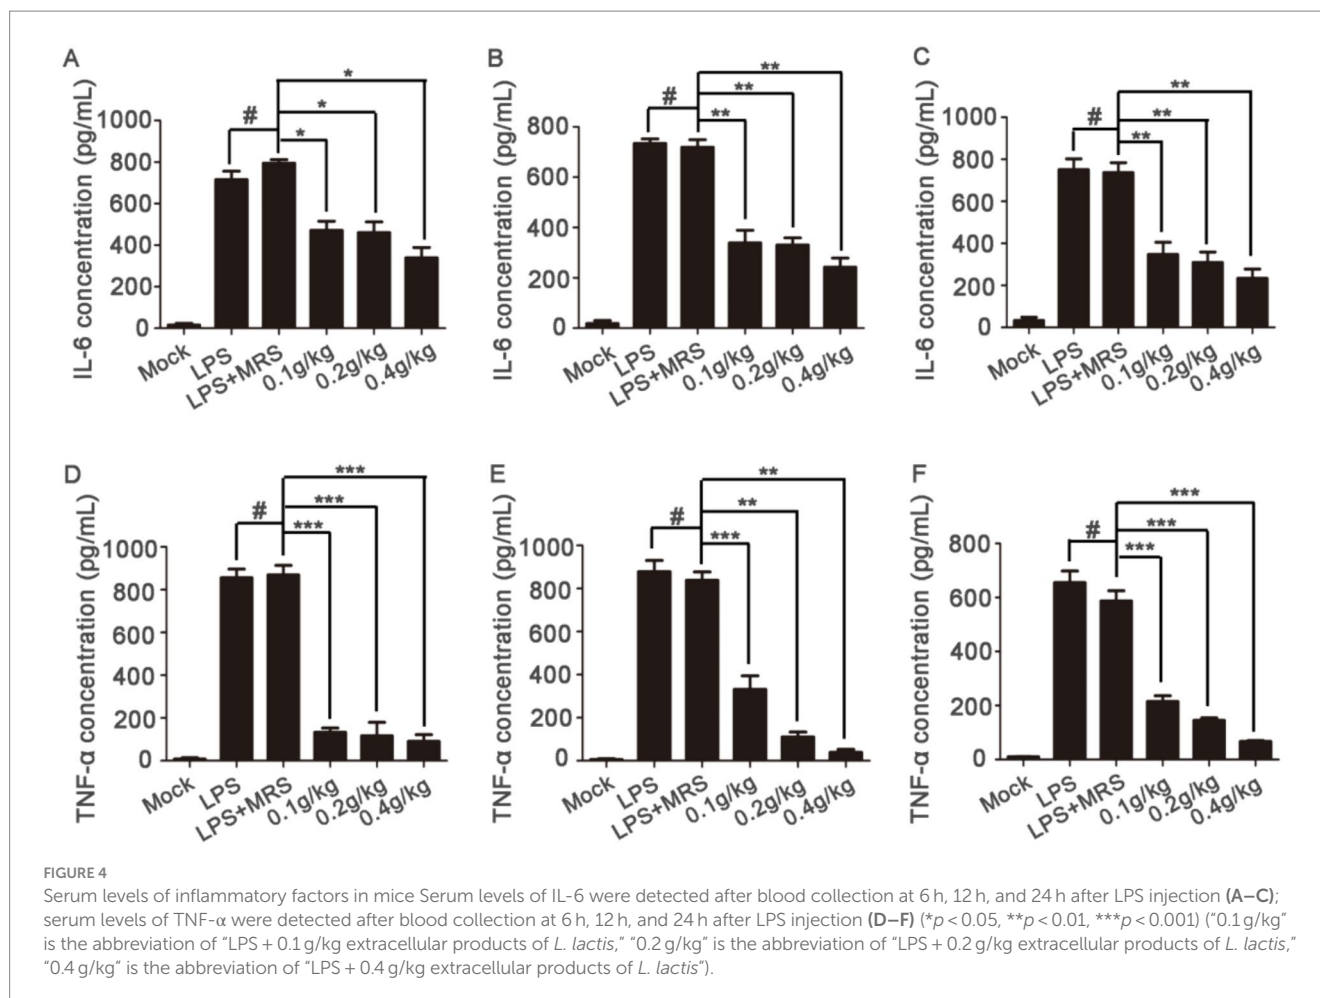 A
B
C
IL-6 concentration (pg/mL)
1000
800
600
400
200
0
#
*
*
*
Mock
LPS
LPS+MRS
0.1g/kg
0.2g/kg
0.4g/kg
IL-6 concentration (pg/mL)
800
600
400
200
0
#
**
**
**
Mock
LPS
LPS+MRS
0.1g/kg
0.2g/kg
0.4g/kg
IL-6 concentration (pg/mL)
1000
800
600
400
200
0
#
**
**
**
Mock
LPS
LPS+MRS
0.1g/kg
0.2g/kg
0.4g/kg
D
E
F
TNF-α concentration (pg/mL)
1000
800
600
400
200
0
#
***
***
***
Mock
LPS
LPS+MRS
0.1g/kg
0.2g/kg
0.4g/kg
TNF-α concentration (pg/mL)
1000
800
600
400
200
0
#
**
**
***
Mock
LPS
LPS+MRS
0.1g/kg
0.2g/kg
0.4g/kg
TNF-α concentration (pg/mL)
800
600
400
200
0
#
***
***
***
Mock
LPS
LPS+MRS
0.1g/kg
0.2g/kg
0.4g/kg
FIGURE 4
Serum levels of inflammatory factors in mice Serum levels of IL-6 were detected after blood collection at 6 h, 12 h, and 24 h after LPS injection (A–C);
serum levels of TNF-α were detected after blood collection at 6 h, 12 h, and 24 h after LPS injection (D–F) (*p < 0.05, **p < 0.01, ***p < 0.001) (“0.1 g/kg”
is the abbreviation of “LPS + 0.1 g/kg extracellular products of L. lactis,” “0.2 g/kg” is the abbreviation of “LPS + 0.2 g/kg extracellular products of L. lactis,”
“0.4 g/kg” is the abbreviation of “LPS + 0.4 g/kg extracellular products of L. lactis”).